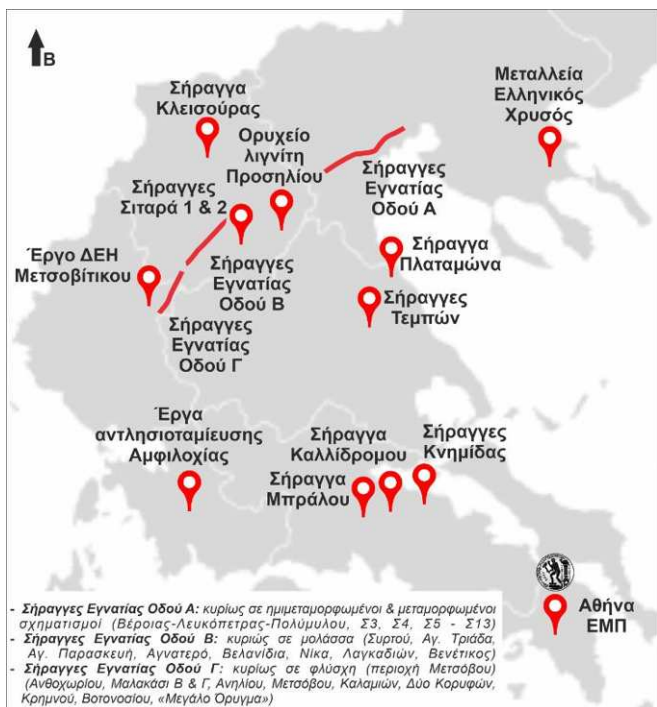 Β
Σήραγγα
Κλεισούρας
Μεταλλεία
Ελληνικός
Χρυσός
Ορυχείο
λιγνίτη
Προσηλίου
Σήραγγες
Εγνατίας
Οδού Α
Σήραγγες
Σιταρά 1 & 2
Σήραγγα
Πλαταμώνα
Έργο ΔΕΗ
Μετσοβίτικου
Σήραγγες
Εγνατίας
Οδού Β
Σήραγγες
Τεμπών
Σήραγγες
Εγνατίας
Οδού Γ
Έργα
αντλησιοταμίευσης
Αμφιλοχίας
Σήραγγα
Καλλίδρομου
Σήραγγες
Κνημίδας
Σήραγγα
Μπράλου
Αθήνα
ΕΜΠ
- Σήραγγες Εγνατίας Οδού Α: κυρίως σε ημιμεταμορφωμένοι & μεταμορφωμένοι
σχηματισμοί (Βέροιας-Λευκόπετρας-Πολύμυλου, Σ3, Σ4, Σ5 - Σ13)
- Σήραγγες Εγνατίας Οδού Β: κυριώς σε μολάσσα (Συρτού, Αγ. Τριάδα,
Αγ. Παρασκευή, Αγνατερό, Βελανίδια, Νίκα, Λαγκαδιών, Βενέτικος)
- Σήραγγες Εγνατίας Οδού Γ: κυρίως σε φλύσχη (περιοχή Μετσόβου)
(Ανθοχωρίου, Μαλακάσι Β & Γ, Ανηλίου, Μετσόβου, Καλαμιών, Δύο Κορυφών,
Κρημνού, Βοτονοσίου, «Μεγάλο Όρυγμα»)